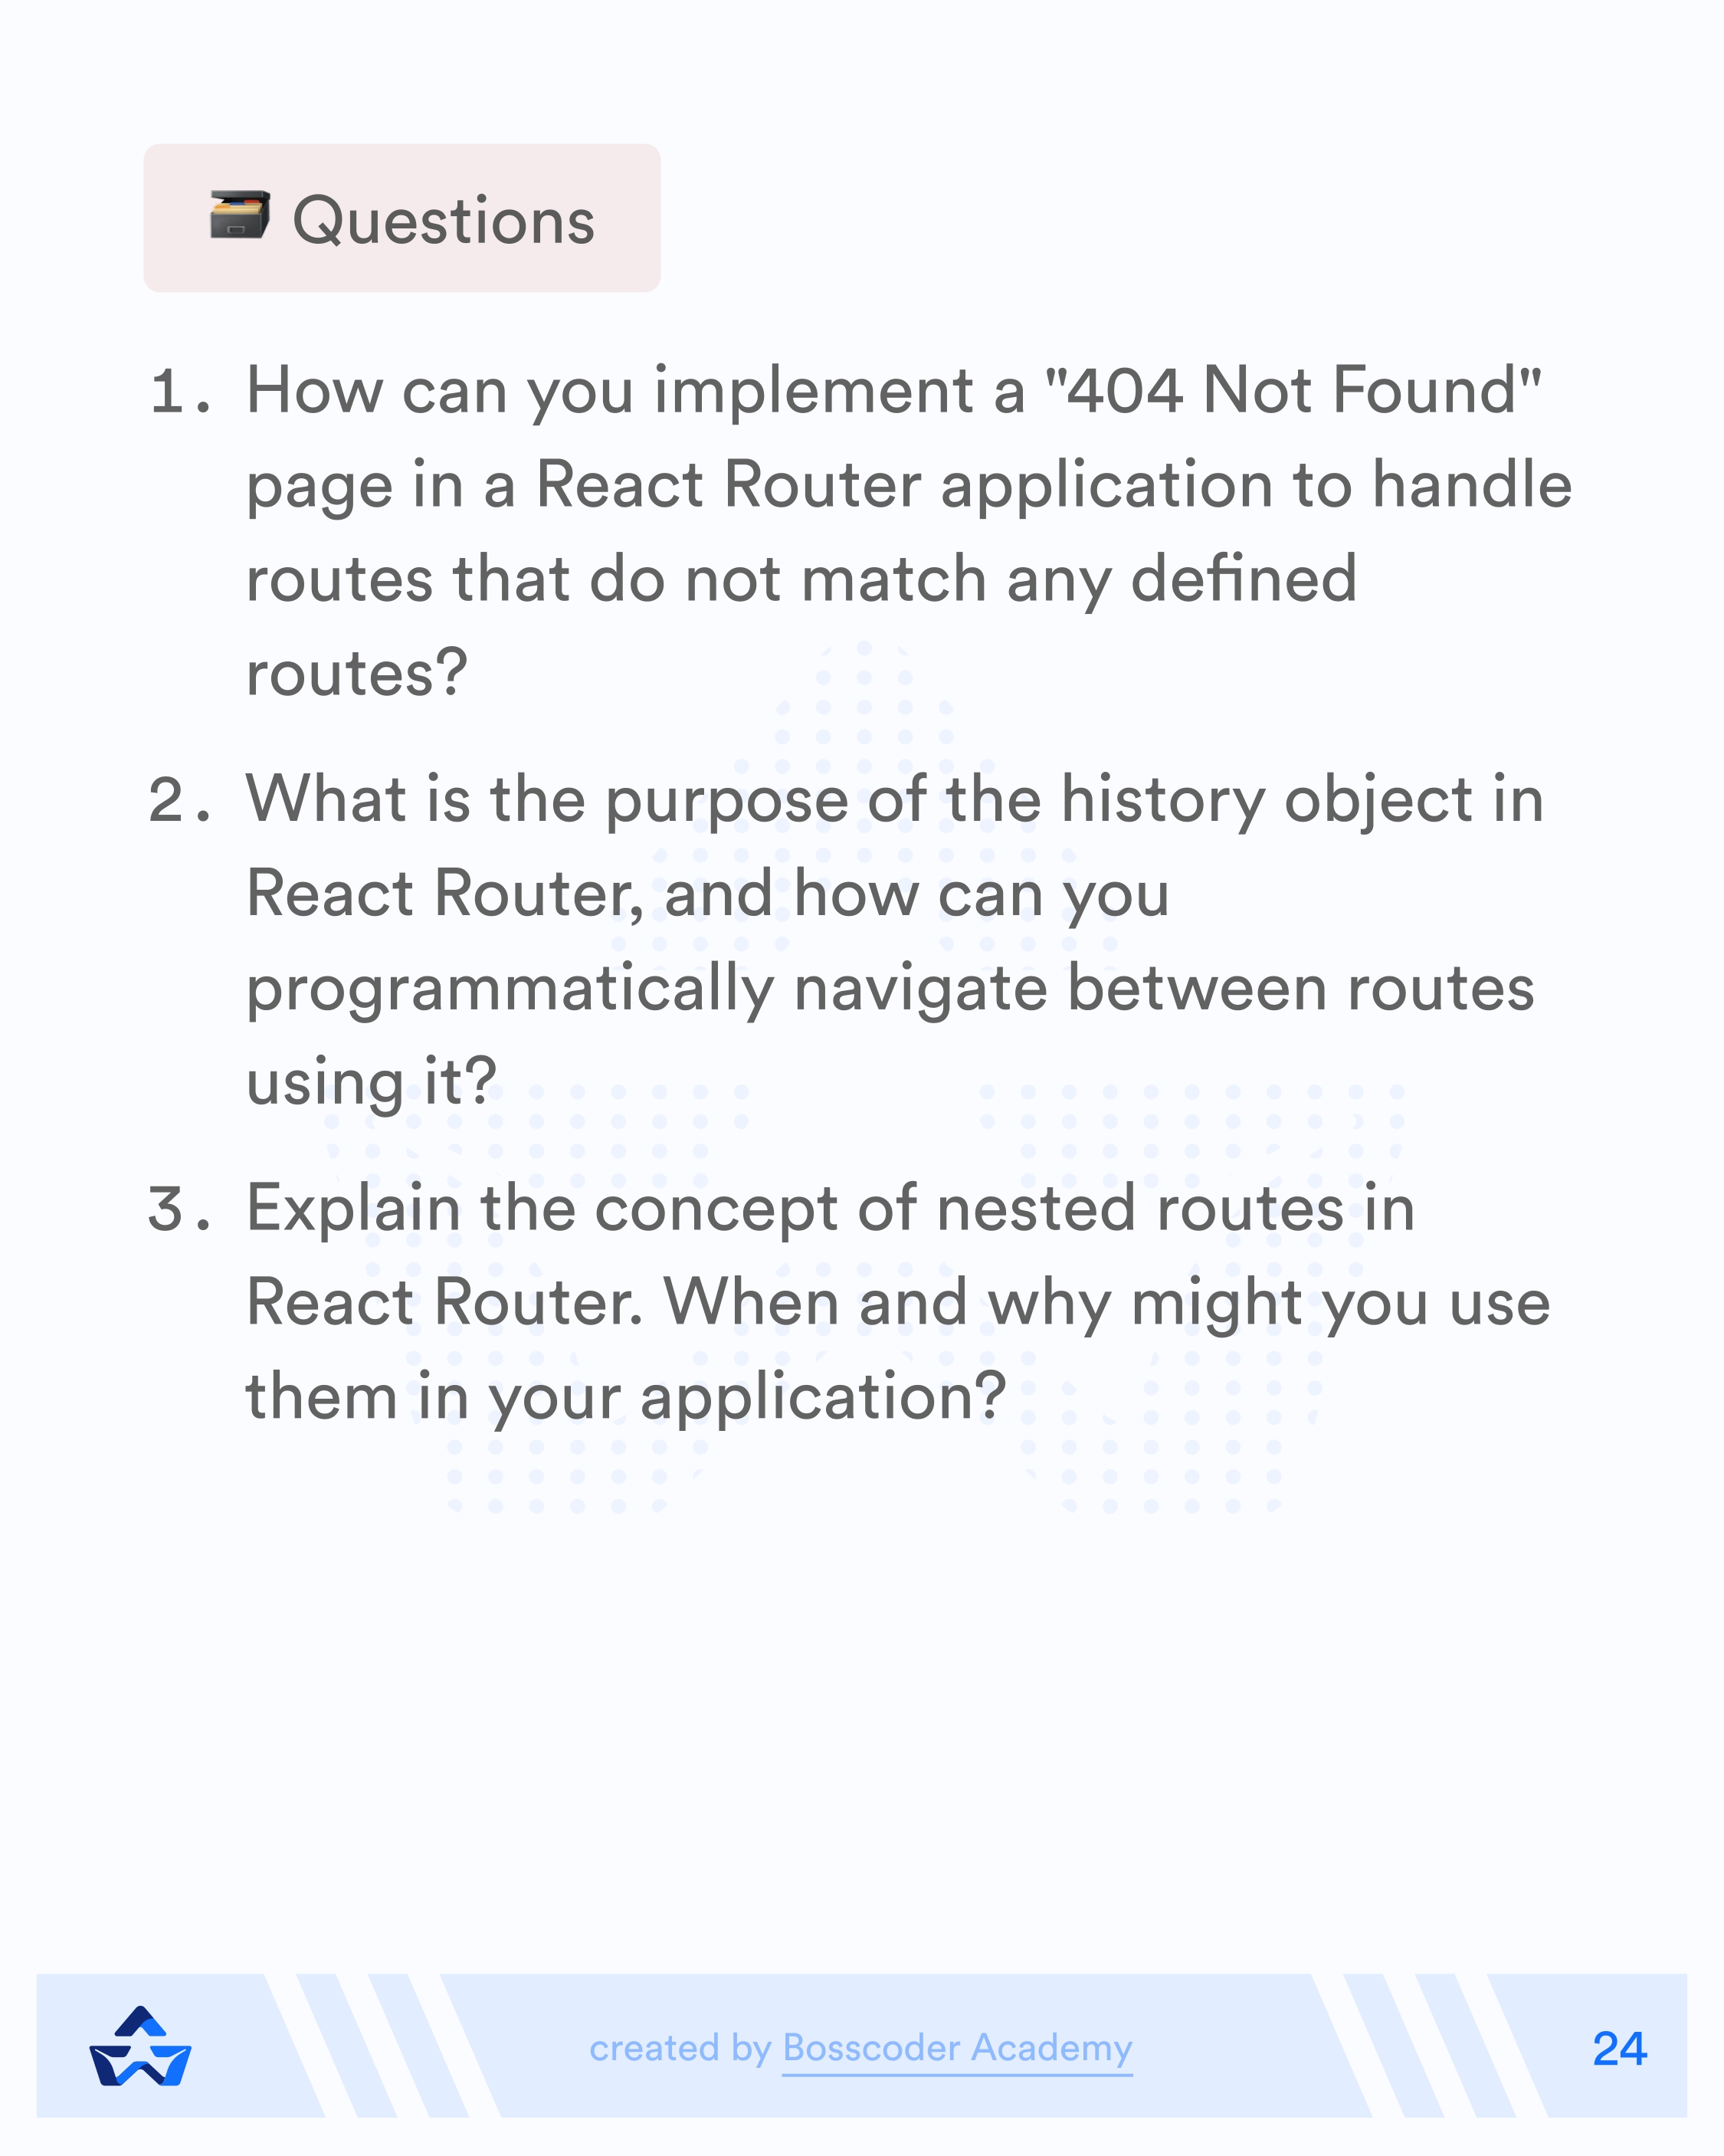 Questions
1. How can you implement a "404 Not Found"
page in a React Router application to handle
routes that do not match any defined
routes?
2. What is the purpose of the history object in
React Router, and how can you
programmatically navigate between routes
using it?
3. Explain the concept of nested routes in
React Router. When and why might you use
them in your application?
created by Bosscoder Academy
24